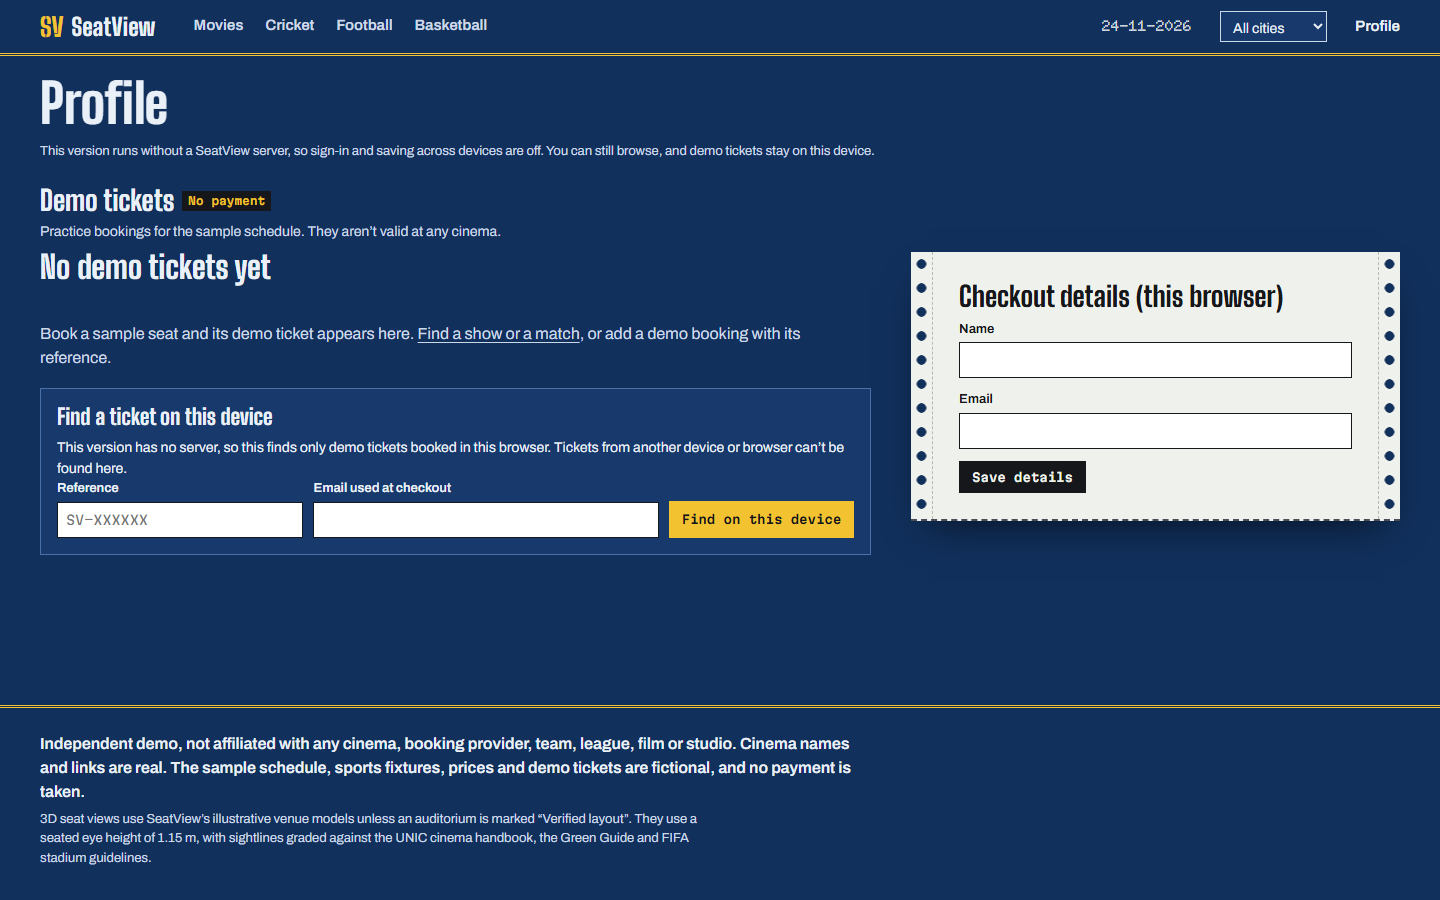 SV SeatView
Movies Cricket Football Basketball
24-11-2026
All cities
Profile
Profile
This version runs without a SeatView server, so sign-in and saving across devices are off. You can still browse, and demo tickets stay on this device.
Demo tickets No payment
Practice bookings for the sample schedule. They aren’t valid at any cinema.
No demo tickets yet
Book a sample seat and its demo ticket appears here. Find a show or a match, or add a demo booking with its
reference.
Find a ticket on this device
This version has no server, so this finds only demo tickets booked in this browser. Tickets from another device or browser can’t be
found here.
Reference
Email used at checkout
SV-XXXXXX
Find on this device
Checkout details (this browser)
Name
Email
Save details
Independent demo, not affiliated with any cinema, booking provider, team, league, film or studio. Cinema names
and links are real. The sample schedule, sports fixtures, prices and demo tickets are fictional, and no payment is
taken.
3D seat views use SeatView’s illustrative venue models unless an auditorium is marked “Verified layout”. They use a
seated eye height of 1.15 m, with sightlines graded against the UNIC cinema handbook, the Green Guide and FIFA
stadium guidelines.